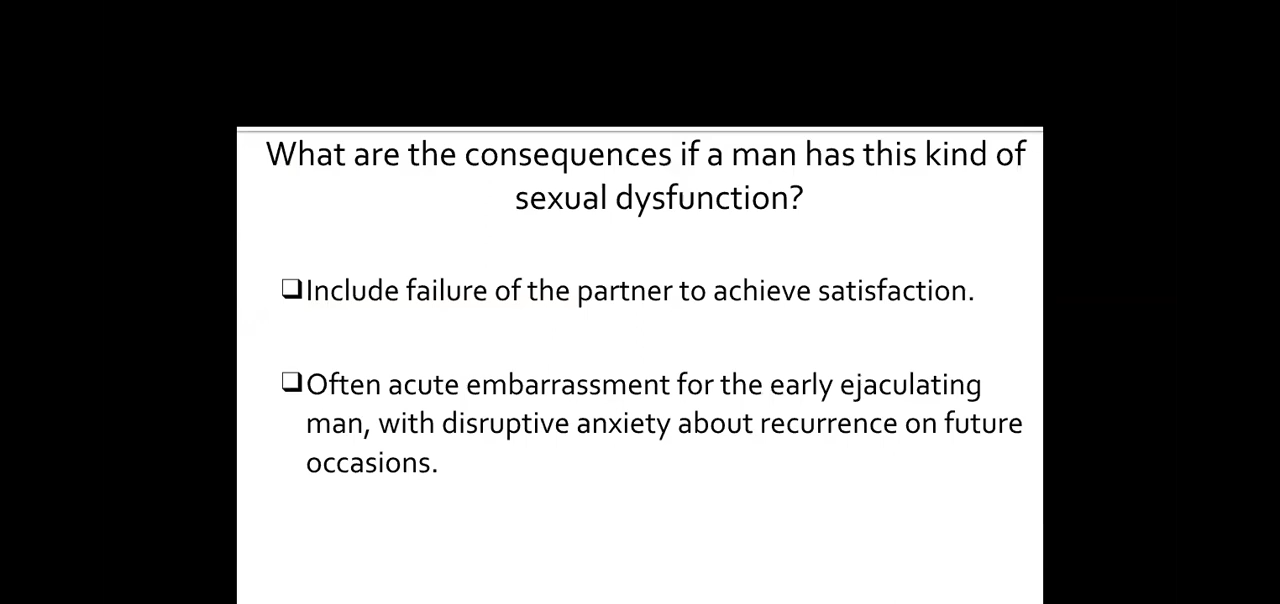 What are the consequences if a man has this kind of
sexual dysfunction?
❑Include failure of the partner to achieve satisfaction.
❑Often acute embarrassment for the early ejaculating
man, with disruptive anxiety about recurrence on future
occasions.